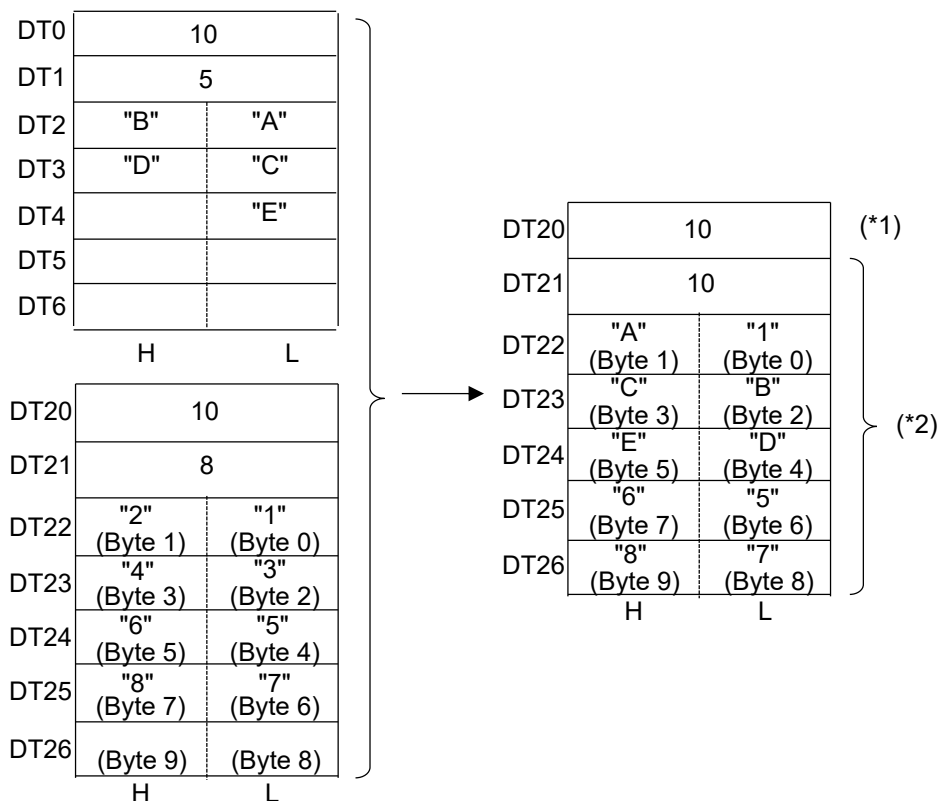 DT0 10
DT1 5
DT2 "B" "A"
DT3 "D" "C"
DT4 "E"
DT5
DT6
H L
DT20 10
DT21 8
DT22 "2" (Byte 1) "1" (Byte 0)
DT23 "4" (Byte 3) "3" (Byte 2)
DT24 "6" (Byte 5) "5" (Byte 4)
DT25 "8" (Byte 7) "7" (Byte 6)
DT26 (Byte 9) (Byte 8)
H L
DT20 10 (*1)
DT21 10
DT22 "A" (Byte 1) "1" (Byte 0)
DT23 "C" (Byte 3) "B" (Byte 2)
DT24 "E" (Byte 5) "D" (Byte 4)
DT25 "6" (Byte 7) "5" (Byte 6)
DT26 "8" (Byte 9) "7" (Byte 8)
H L
(*2)